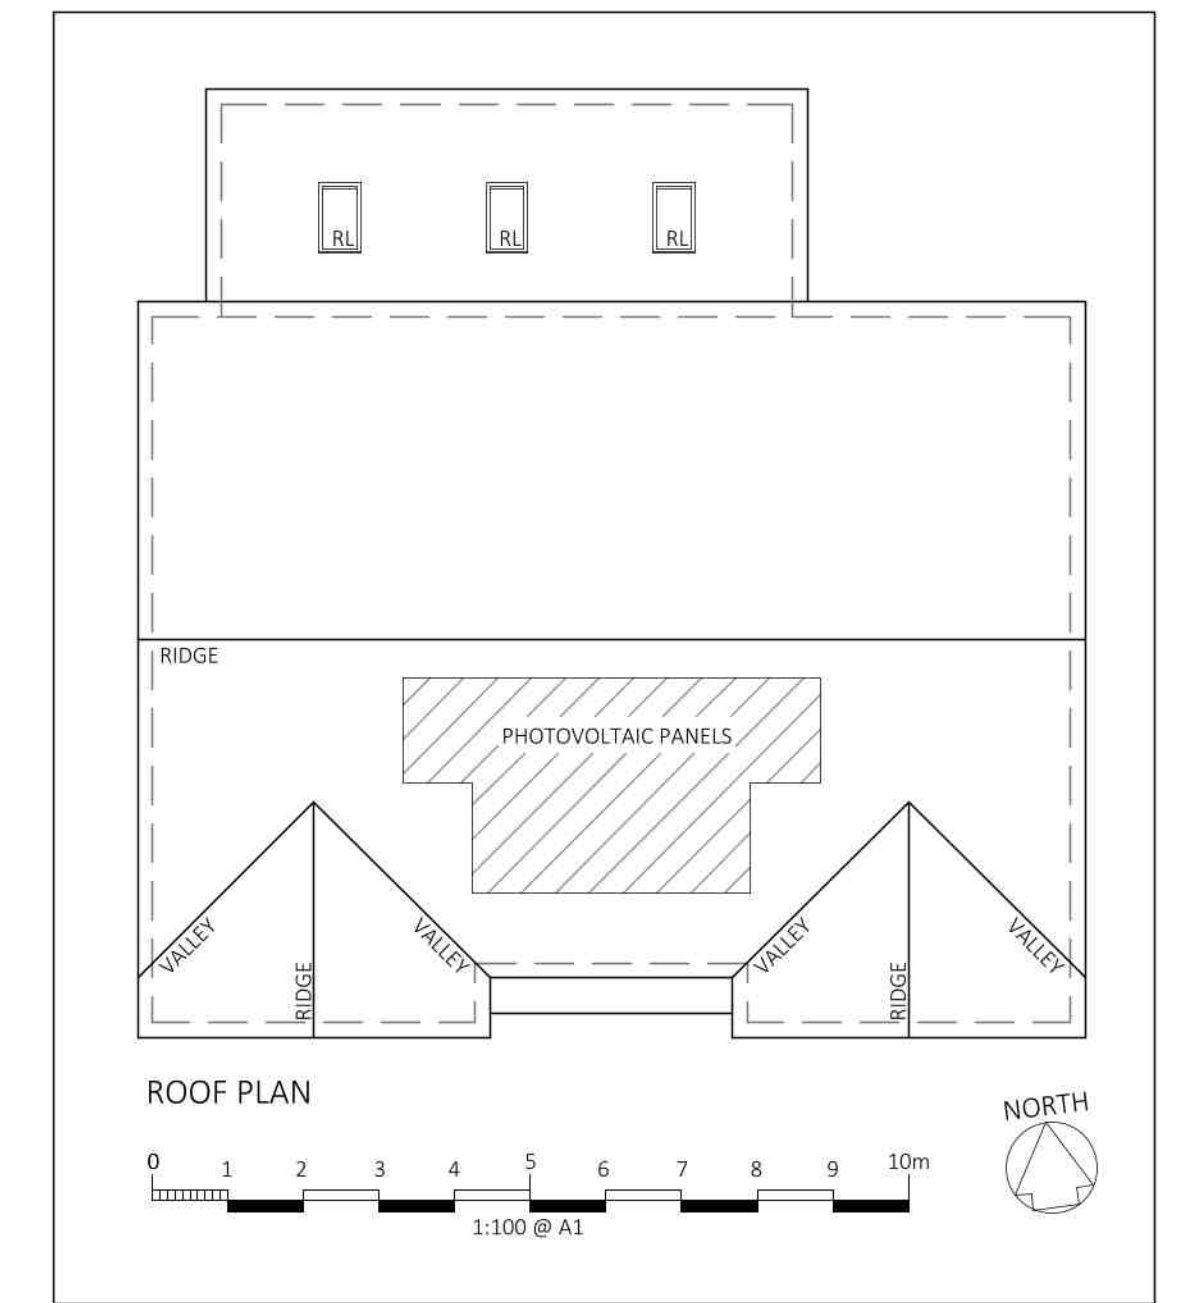 RL RL RL
RIDGE
PHOTOVOLTAIC PANELS
VALLEY VALLEY VALLEY VALLEY
RIDGE RIDGE
ROOF PLAN
NORTH
0 1 2 3 4 5 6 7 8 9 10m
1:100 @ A1